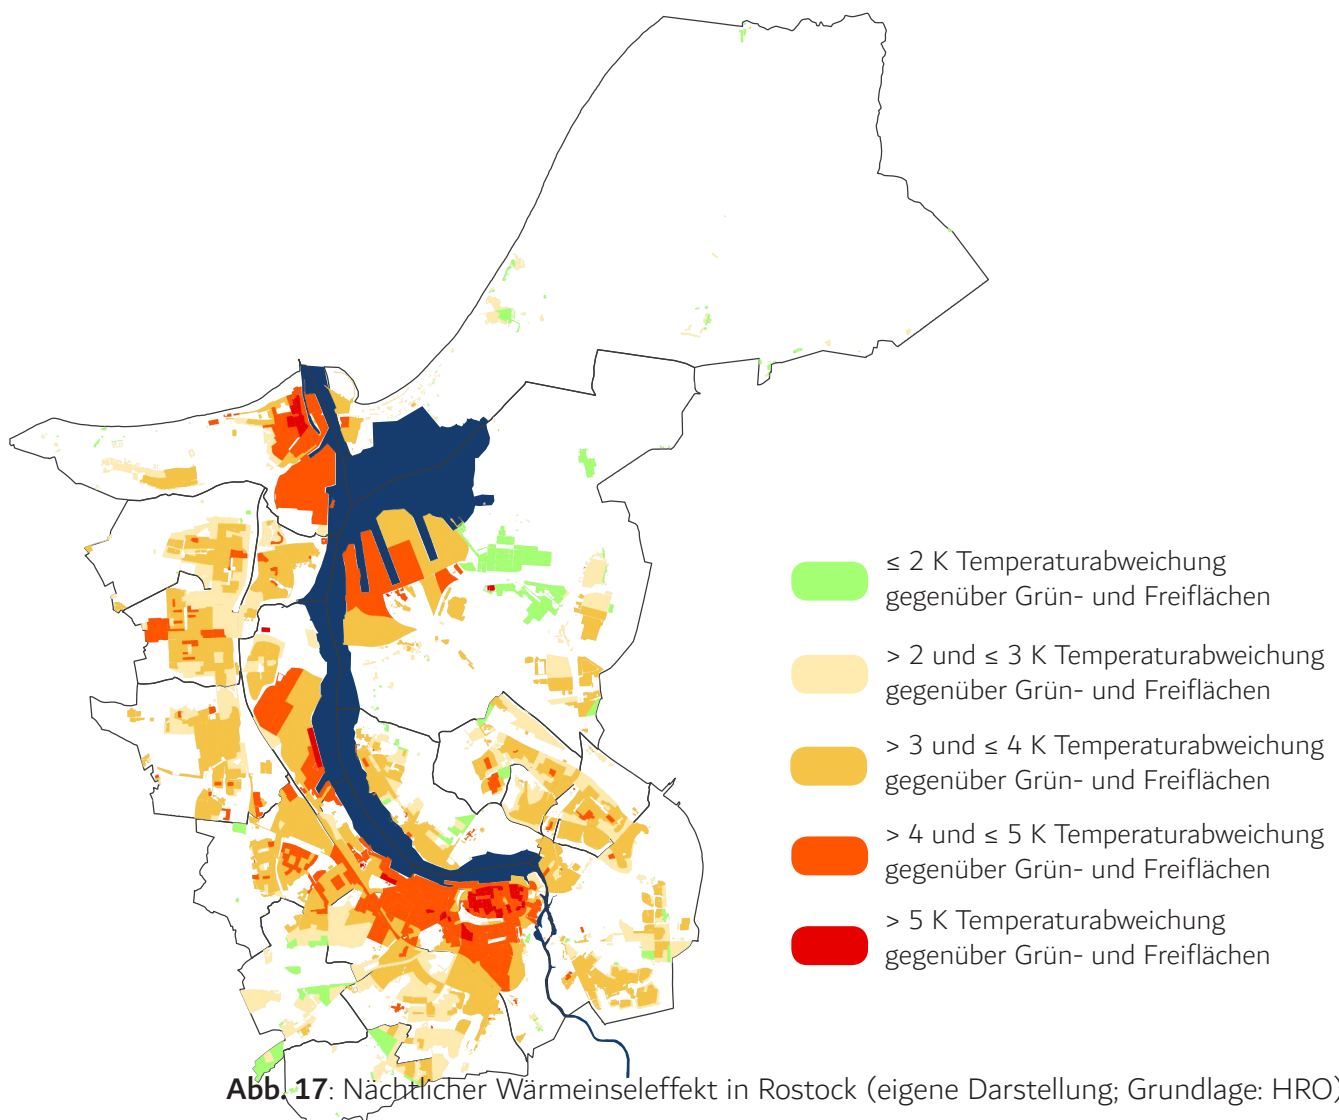 ≤ 2 K Temperaturabweichung
gegenüber Grün- und Freiflächen
> 2 und ≤ 3 K Temperaturabweichung
gegenüber Grün- und Freiflächen
> 3 und ≤ 4 K Temperaturabweichung
gegenüber Grün- und Freiflächen
> 4 und ≤ 5 K Temperaturabweichung
gegenüber Grün- und Freiflächen
> 5 K Temperaturabweichung
gegenüber Grün- und Freiflächen
Abb. 17: Nächtlicher Wärmeinseleffekt in Rostock (eigene Darstellung; Grundlage: HRO)